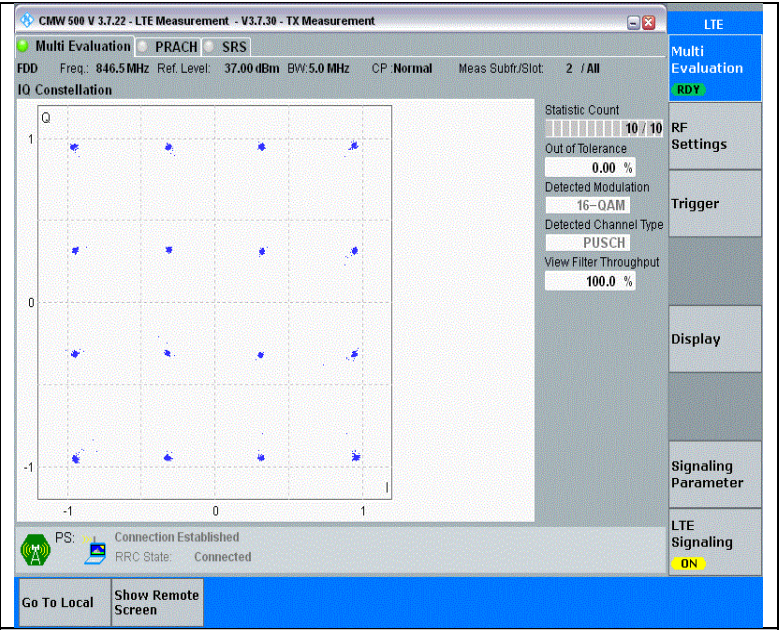 CMW 500 V 3.7.22 - LTE Measurement - V3.7.30 - TX Measurement
LTE
Multi Evaluation PRACH SRS
Multi
Evaluation
RDY
FDD Freq.: 846.5 MHz Ref. Level: 37.00 dBm BW: 5.0 MHz CP : Normal Meas Subfr./Slot: 2 / All
IQ Constellation
Q
1
0
-1
-1 0 1
I
Statistic Count
10 / 10
Out of Tolerance
0.00 %
Detected Modulation
16-QAM
Detected Channel Type
PUSCH
View Filter Throughput
100.0 %
RF
Settings
Trigger
Display
Signaling
Parameter
LTE
Signaling
ON
PS: Connection Established
RRC State: Connected
Go To Local
Show Remote
Screen